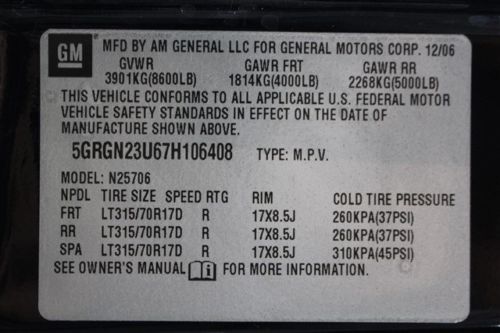 GM
MFD BY AM GENERAL LLC FOR GENERAL MOTORS CORP. 12/06
GVWR GAWR FRT GAWR RR
3901KG(8600LB) 1814KG(4000LB) 2268KG(5000LB)
THIS VEHICLE CONFORMS TO ALL APPLICABLE U.S. FEDERAL MOTOR
VEHICLE SAFETY STANDARDS IN EFFECT ON THE DATE OF
MANUFACTURE SHOWN ABOVE.
5GRGN23U67H106408 TYPE: M.P.V.
MODEL: N25706
NPDL TIRE SIZE SPEED RTG RIM COLD TIRE PRESSURE
FRT LT315/70R17D R 17X8.5J 260KPA(37PSI)
RR LT315/70R17D R 17X8.5J 260KPA(37PSI)
SPA LT315/70R17D R 17X8.5J 310KPA(45PSI)
SEE OWNER'S MANUAL i FOR MORE INFORMATION.